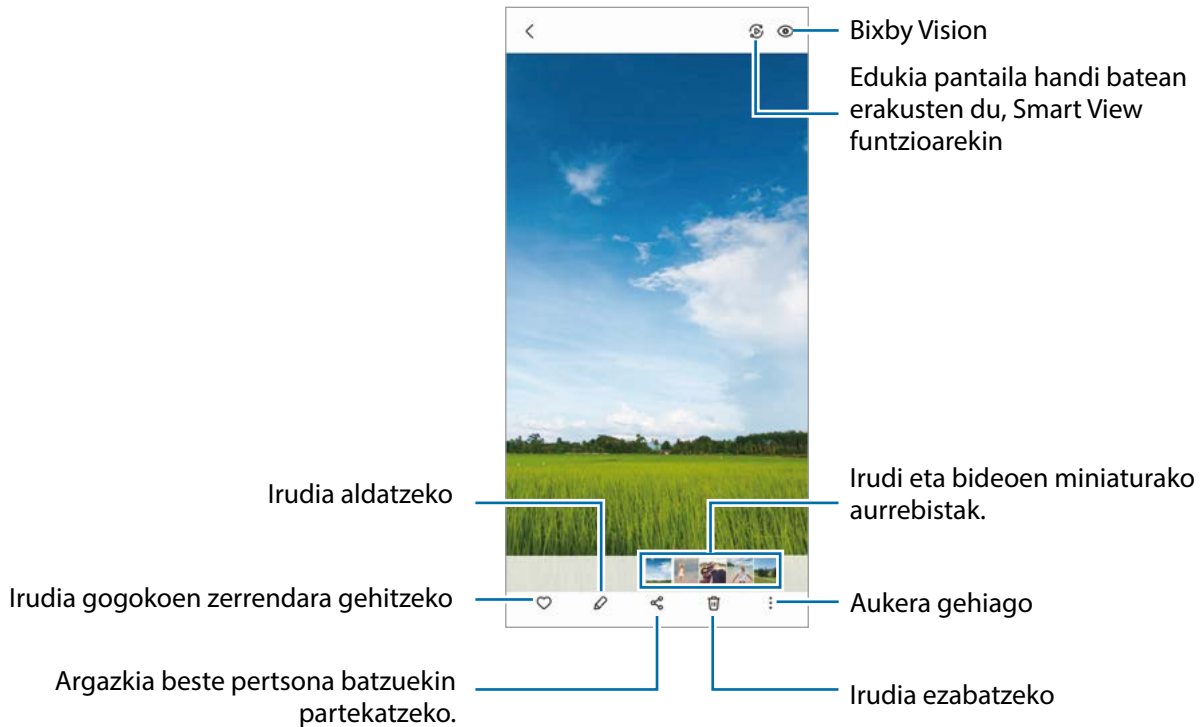 Bixby Vision
Edukia pantaila handi batean
erakusten du, Smart View
funtzioarekin
Irudia aldatzeko
Irudi eta bideoen miniaturako
aurrebistak.
Irudia gogokoen zerrendara gehitzeko
Aukera gehiago
Argazkia beste pertsona batzuekin
partekatzeko.
Irudia ezabatzeko